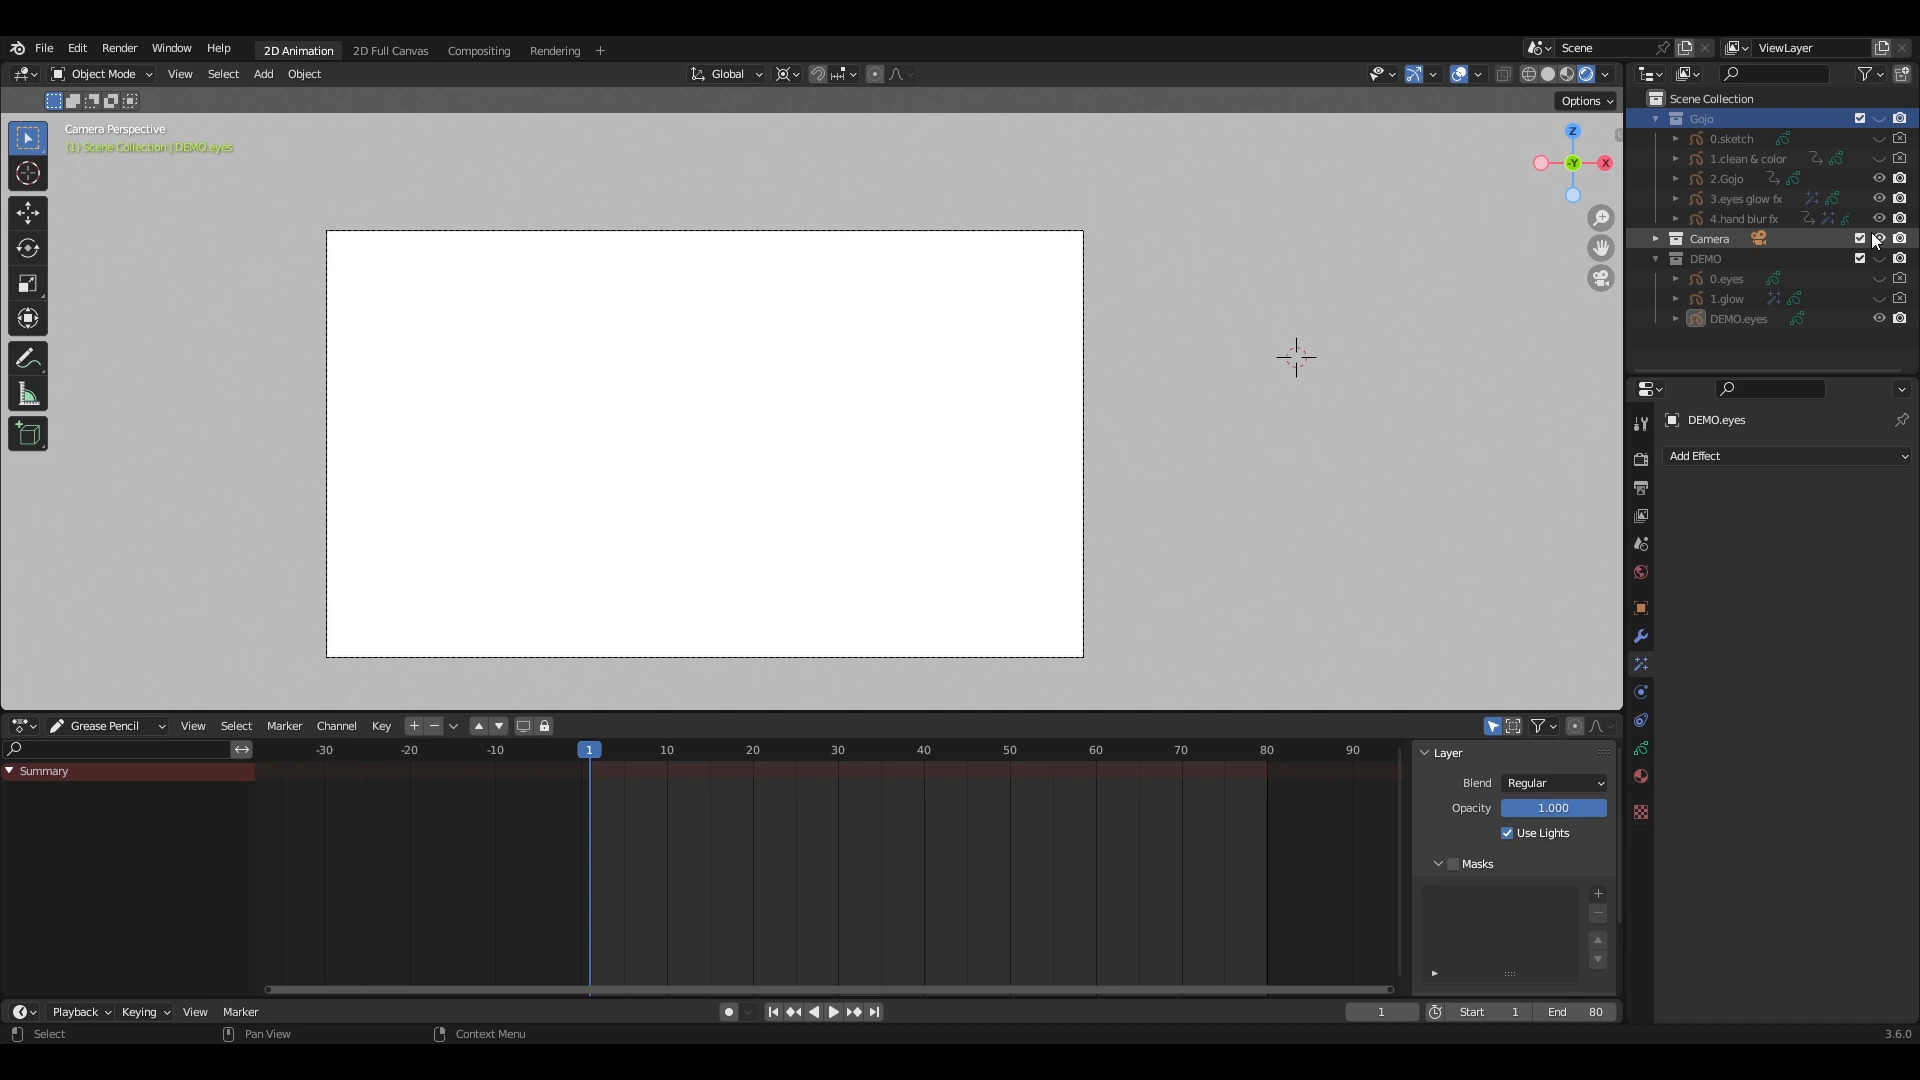 File Edit Render Window Help 2D Animation 2D Full Canvas Compositing Rendering + Scene ViewLayer
Object Mode View Select Add Object Global
Options
Camera Perspective
(1) Scene Collection | DEMO.eyes
Z
-Y
X
Scene Collection
Gojo
0.sketch
1.clean & color
2.Gojo
3.eyes glow fx
4.hand blur fx
Camera
DEMO
0.eyes
1.glow
DEMO.eyes
DEMO.eyes
Add Effect
Grease Pencil View Select Marker Channel Key
-30 -20 -10 1 10 20 30 40 50 60 70 80 90
Summary
Layer
Blend Regular
Opacity 1.000
Use Lights
Masks
Playback Keying View Marker 1 Start 1 End 80
Select Pan View Context Menu 3.6.0